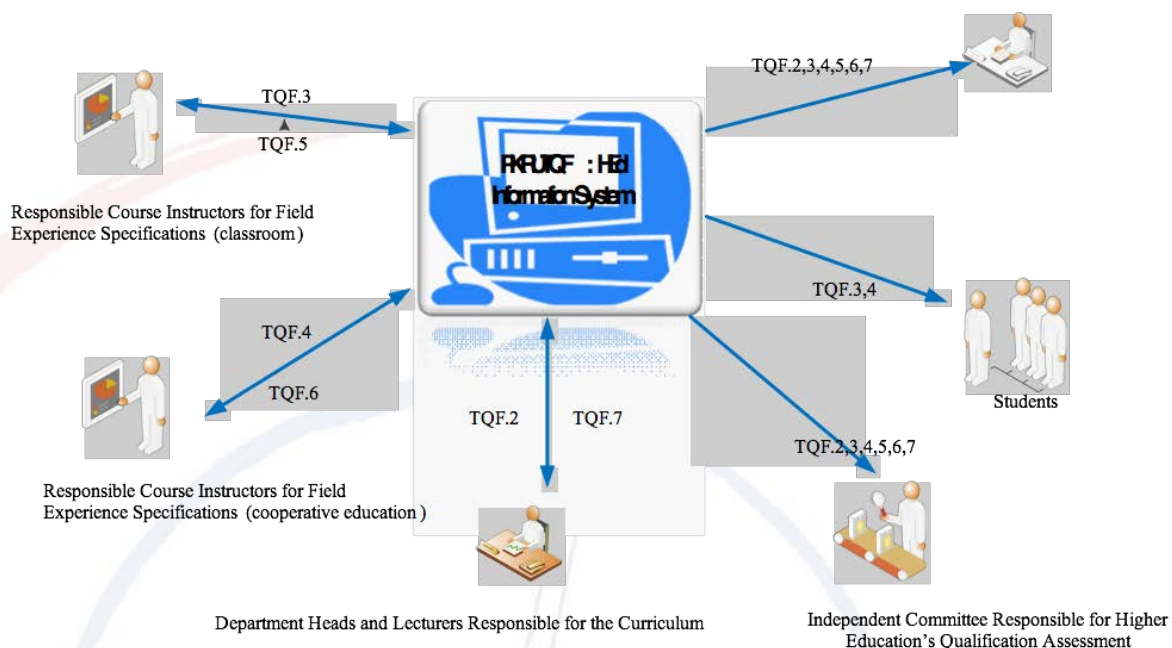 TQF.2,3,4,5,6,7
TQF.3
TQF.5
: HEd
Information System
Responsible Course Instructors for Field
Experience Specifications (classroom)
TQF.3,4
Students
TQF.4
TQF.6
TQF.2
TQF.7
TQF.2,3,4,5,6,7
Responsible Course Instructors for Field
Experience Specifications (cooperative education)
Department Heads and Lecturers Responsible for the Curriculum
Independent Committee Responsible for Higher
Education's Qualification Assessment